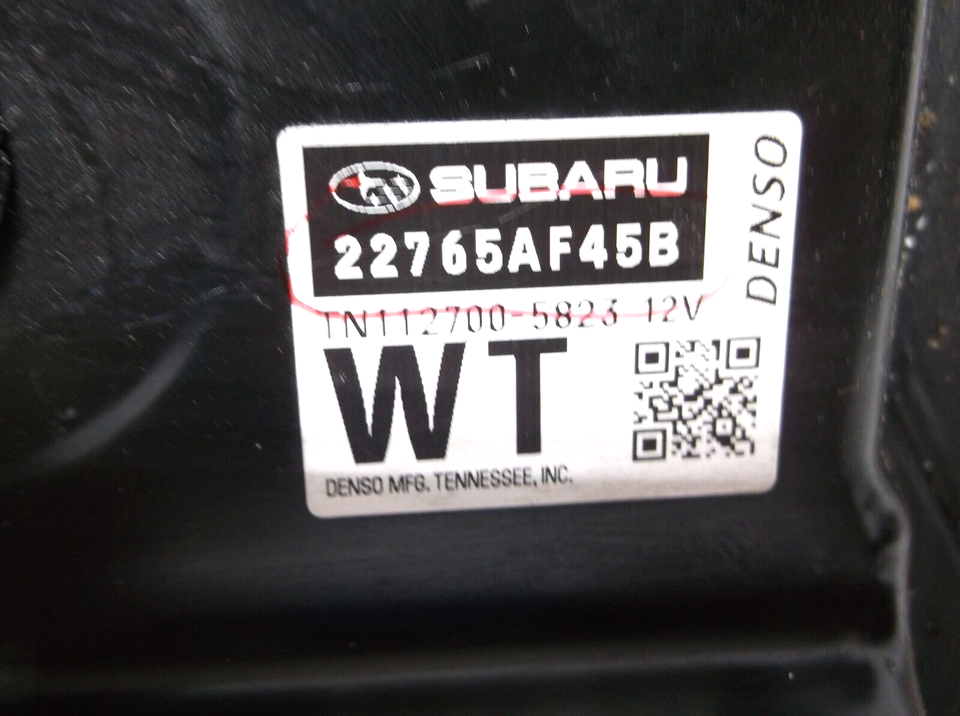 SUBARU
22765AF45B
DENSO
TN112700-5823 12V
WT
DENSO MFG. TENNESSEE, INC.